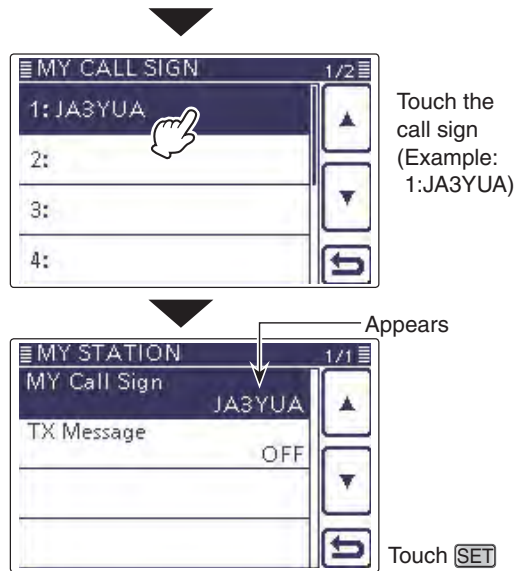 MY CALL SIGN 1/2
1: JA3YUA
2:
3:
4:
Touch the
call sign
(Example:
1:JA3YUA)
Appears
MY STATION 1/1
MY Call Sign
JA3YUA
TX Message
OFF
Touch SET